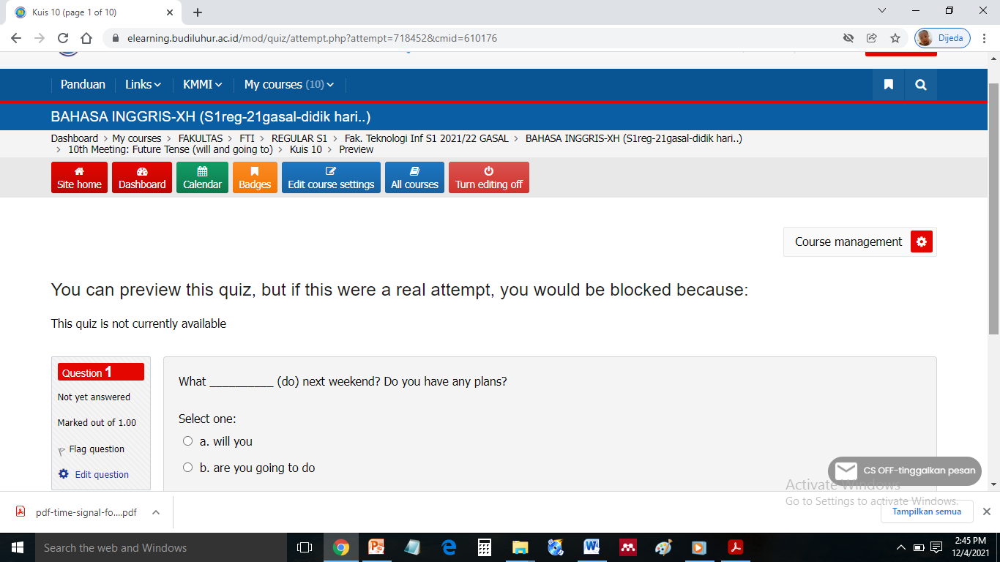 Kuis 10 (page 1 of 10)
elearning.budiluhur.ac.id/mod/quiz/attempt.php?attempt=718452&cmid=610176
Dijeda
Panduan Links KMMI My courses (10)
BAHASA INGGRIS-XH (S1reg-21gasal-didik hari..)
Dashboard > My courses > FAKULTAS > FTI > REGULAR S1 > Fak. Teknologi Inf S1 2021/22 GASAL > BAHASA INGGRIS-XH (S1reg-21gasal-didik hari..)
> 10th Meeting: Future Tense (will and going to) > Kuis 10 > Preview
Site home Dashboard Calendar Badges Edit course settings All courses Turn editing off
Course management
You can preview this quiz, but if this were a real attempt, you would be blocked because:
This quiz is not currently available
Question 1
Not yet answered
Marked out of 1.00
Flag question
Edit question
What __________ (do) next weekend? Do you have any plans?
Select one:
a. will you
b. are you going to do
CS OFF-tinggalkan pesan
Activate Windows
Go to Settings to activate Windows.
pdf-time-signal-fo....pdf
Tampilkan semua
Search the web and Windows
2:45 PM
12/4/2021